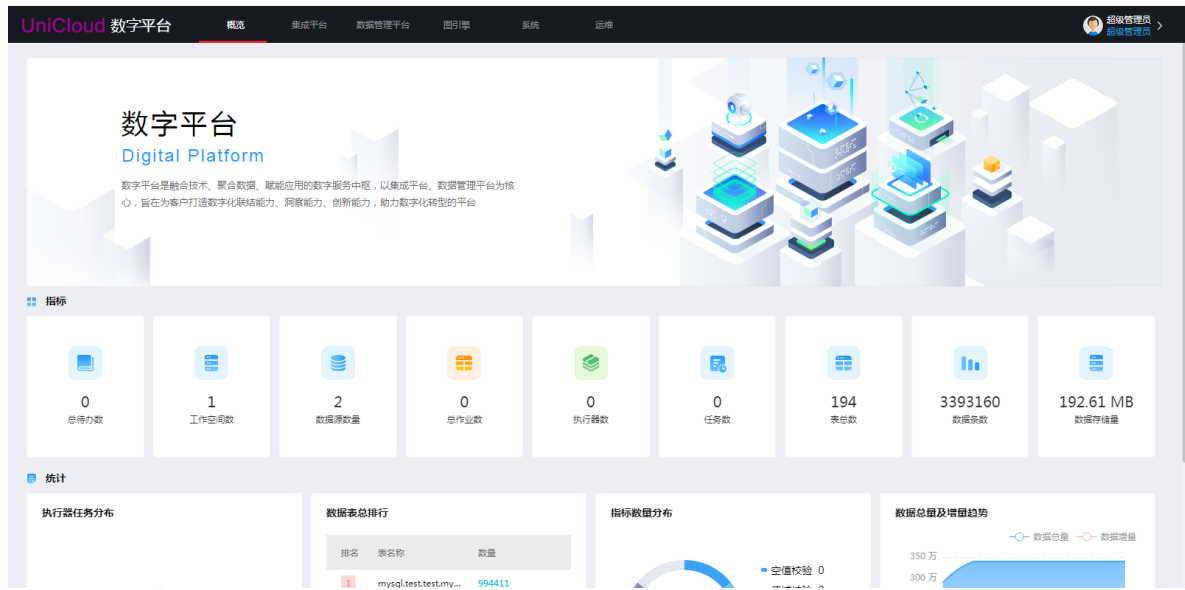 UniCloud 数字平台
概览
集成平台
数据管理平台
图引擎
系统
运维
超级管理员
超级管理员
数字平台
Digital Platform
数字平台是融合技术、聚合数据、赋能应用的数字服务中枢，以集成平台、数据管理平台为核
心，旨在为客户打造数字化联结能力、洞察能力、创新能力，助力数字化转型的平台
指标
0
总待办数
1
工作空间数
2
数据源数量
0
总作业数
0
执行器数
0
任务数
194
表总数
3393160
数据条数
192.61 MB
数据存储量
统计
执行器任务分布
数据表总排行
排名 表名称 数量
1 mysql.test.test.my... 994411
指标数量分布
空值校验 0
数据总量及增量趋势
数据总量 数据增量
350 万
300 万